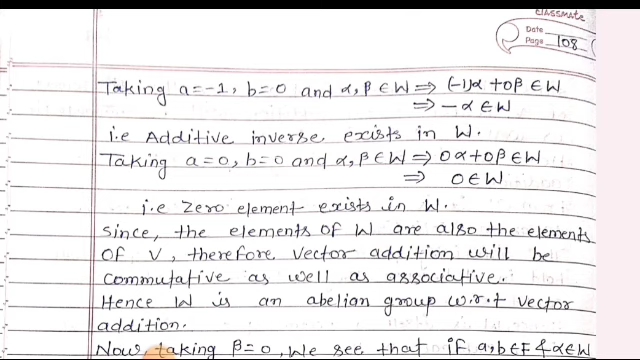 classmate
Date
Page 108
Taking a=-1, b=0 and α,β∈W ⟹ (-1)α+0β∈W
⟹ -α∈W
i.e Additive inverse exists in W.
Taking a=0, b=0 and α,β∈W ⟹ 0α+0β∈W
⟹ 0∈W
i.e Zero element exists in W.
Since, the elements of W are also the elements
of V, therefore vector addition will be
commutative as well as associative.
Hence W is an abelian group w.r.t vector
addition.
Now taking β=0, We see that if a,b∈F & α∈W